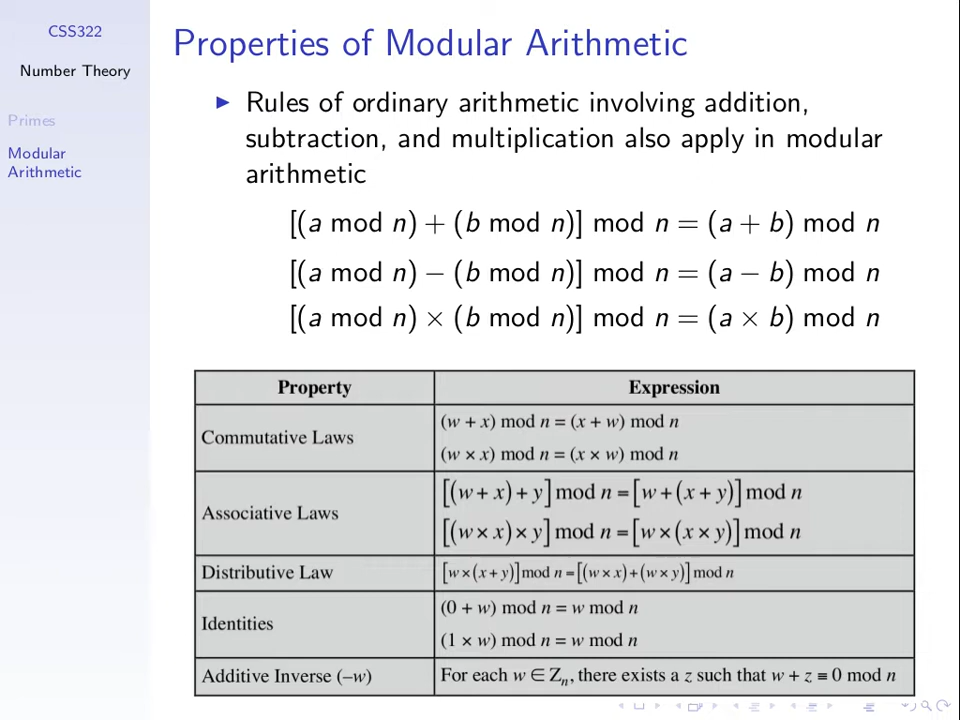 CSS322
Number Theory
Primes
Modular
Arithmetic
Properties of Modular Arithmetic
▶ Rules of ordinary arithmetic involving addition,
subtraction, and multiplication also apply in modular
arithmetic
[(a mod n) + (b mod n)] mod n = (a + b) mod n
[(a mod n) − (b mod n)] mod n = (a − b) mod n
[(a mod n) × (b mod n)] mod n = (a × b) mod n
Property Expression
Commutative Laws
(w + x) mod n = (x + w) mod n
(w × x) mod n = (x × w) mod n
Associative Laws
[(w + x) + y] mod n = [w + (x + y)] mod n
[(w × x) × y] mod n = [w × (x × y)] mod n
Distributive Law [w × (x + y)] mod n = [(w × x) + (w × y)] mod n
Identities
(0 + w) mod n = w mod n
(1 × w) mod n = w mod n
Additive Inverse (–w) For each w ∈ Zₙ, there exists a z such that w + z ≡ 0 mod n